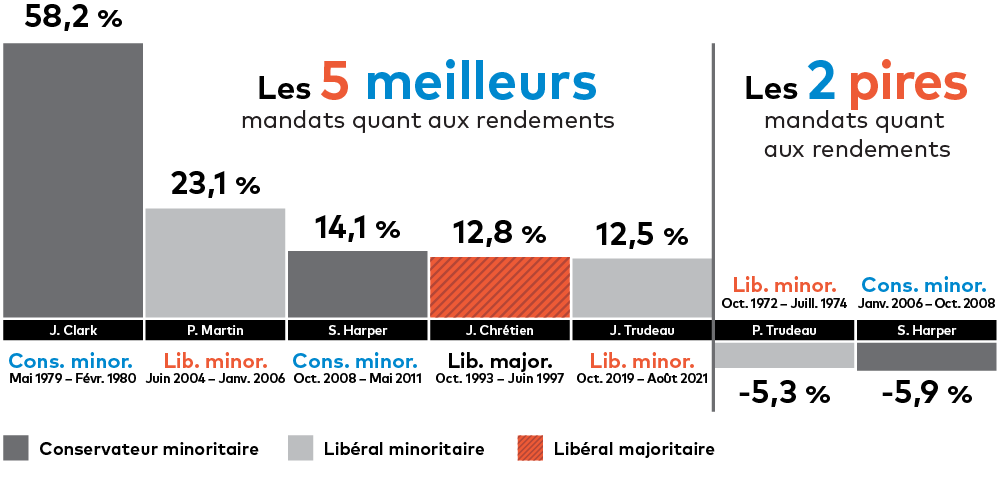 58,2 %
Les 5 meilleurs
mandats quant aux rendements
Les 2 pires
mandats quant
aux rendements
23,1 %
14,1 %
12,8 %
12,5 %
Lib. minor.
Oct. 1972 – Juill. 1974
Cons. minor.
Janv. 2006 – Oct. 2008
J. Clark
P. Martin
S. Harper
J. Chrétien
J. Trudeau
P. Trudeau
S. Harper
Cons. minor.
Mai 1979 – Févr. 1980
Lib. minor.
Juin 2004 – Janv. 2006
Cons. minor.
Oct. 2008 – Mai 2011
Lib. major.
Oct. 1993 – Juin 1997
Lib. minor.
Oct. 2019 – Août 2021
-5,3 %
-5,9 %
Conservateur minoritaire
Libéral minoritaire
Libéral majoritaire